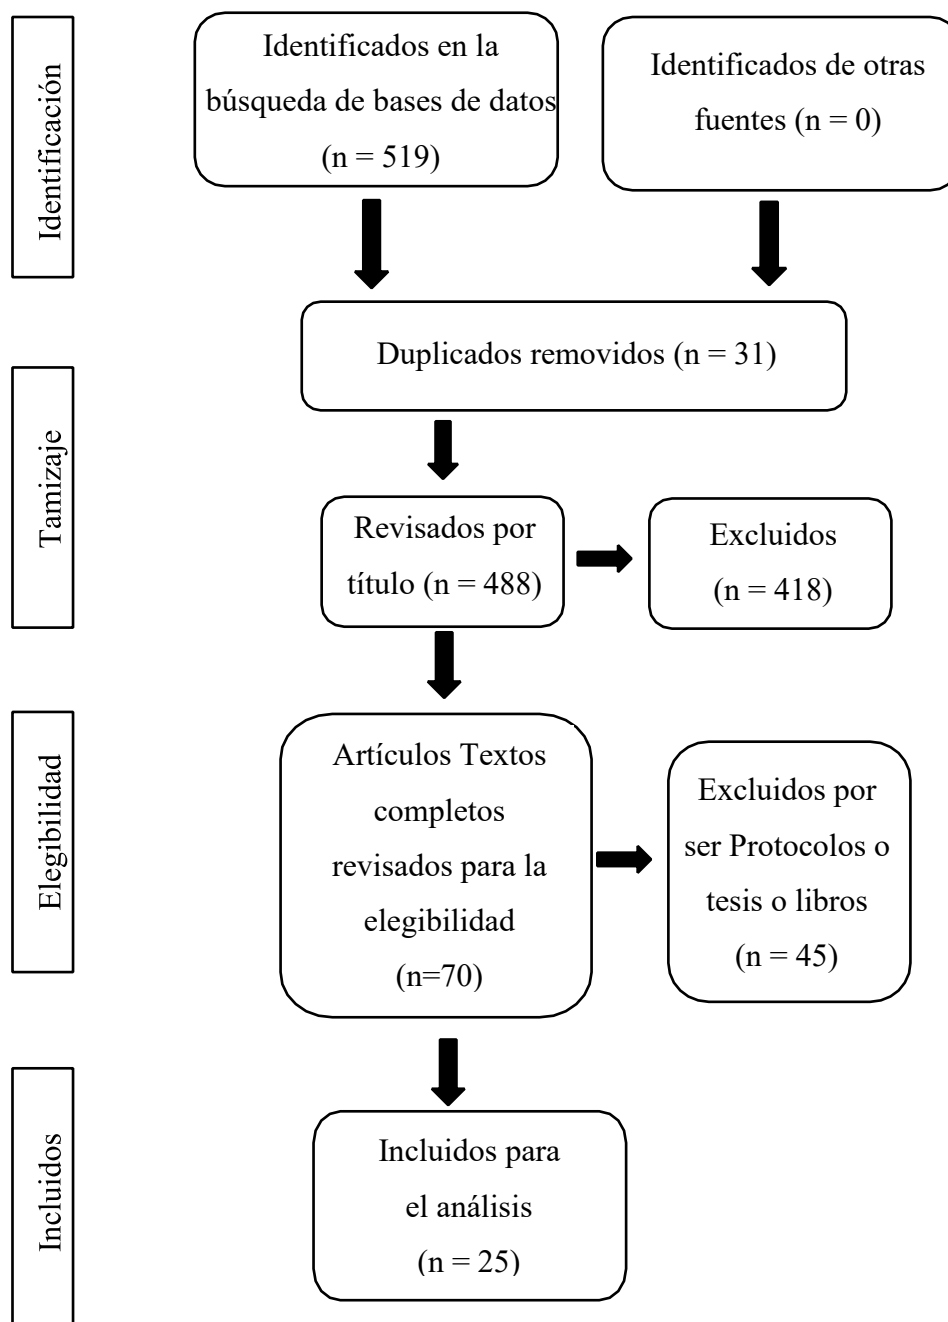 Identificación
Identificados en la
búsqueda de bases de datos
(n = 519)
Identificados de otras
fuentes (n = 0)
Duplicados removidos (n = 31)
Tamizaje
Revisados por
título (n = 488)
Excluidos
(n = 418)
Elegibilidad
Artículos Textos
completos
revisados para la
elegibilidad
(n=70)
Excluidos por
ser Protocolos o
tesis o libros
(n = 45)
Incluidos
Incluidos para
el análisis
(n = 25)